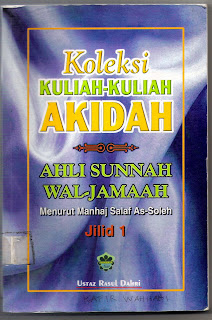 Koleksi
KULIAH-KULIAH
AKIDAH
AHLI SUNNAH
WAL-JAMAAH
Menurut Manhaj Salaf As-Soleh
Jilid 1
USTAZ RASUL DAHRI